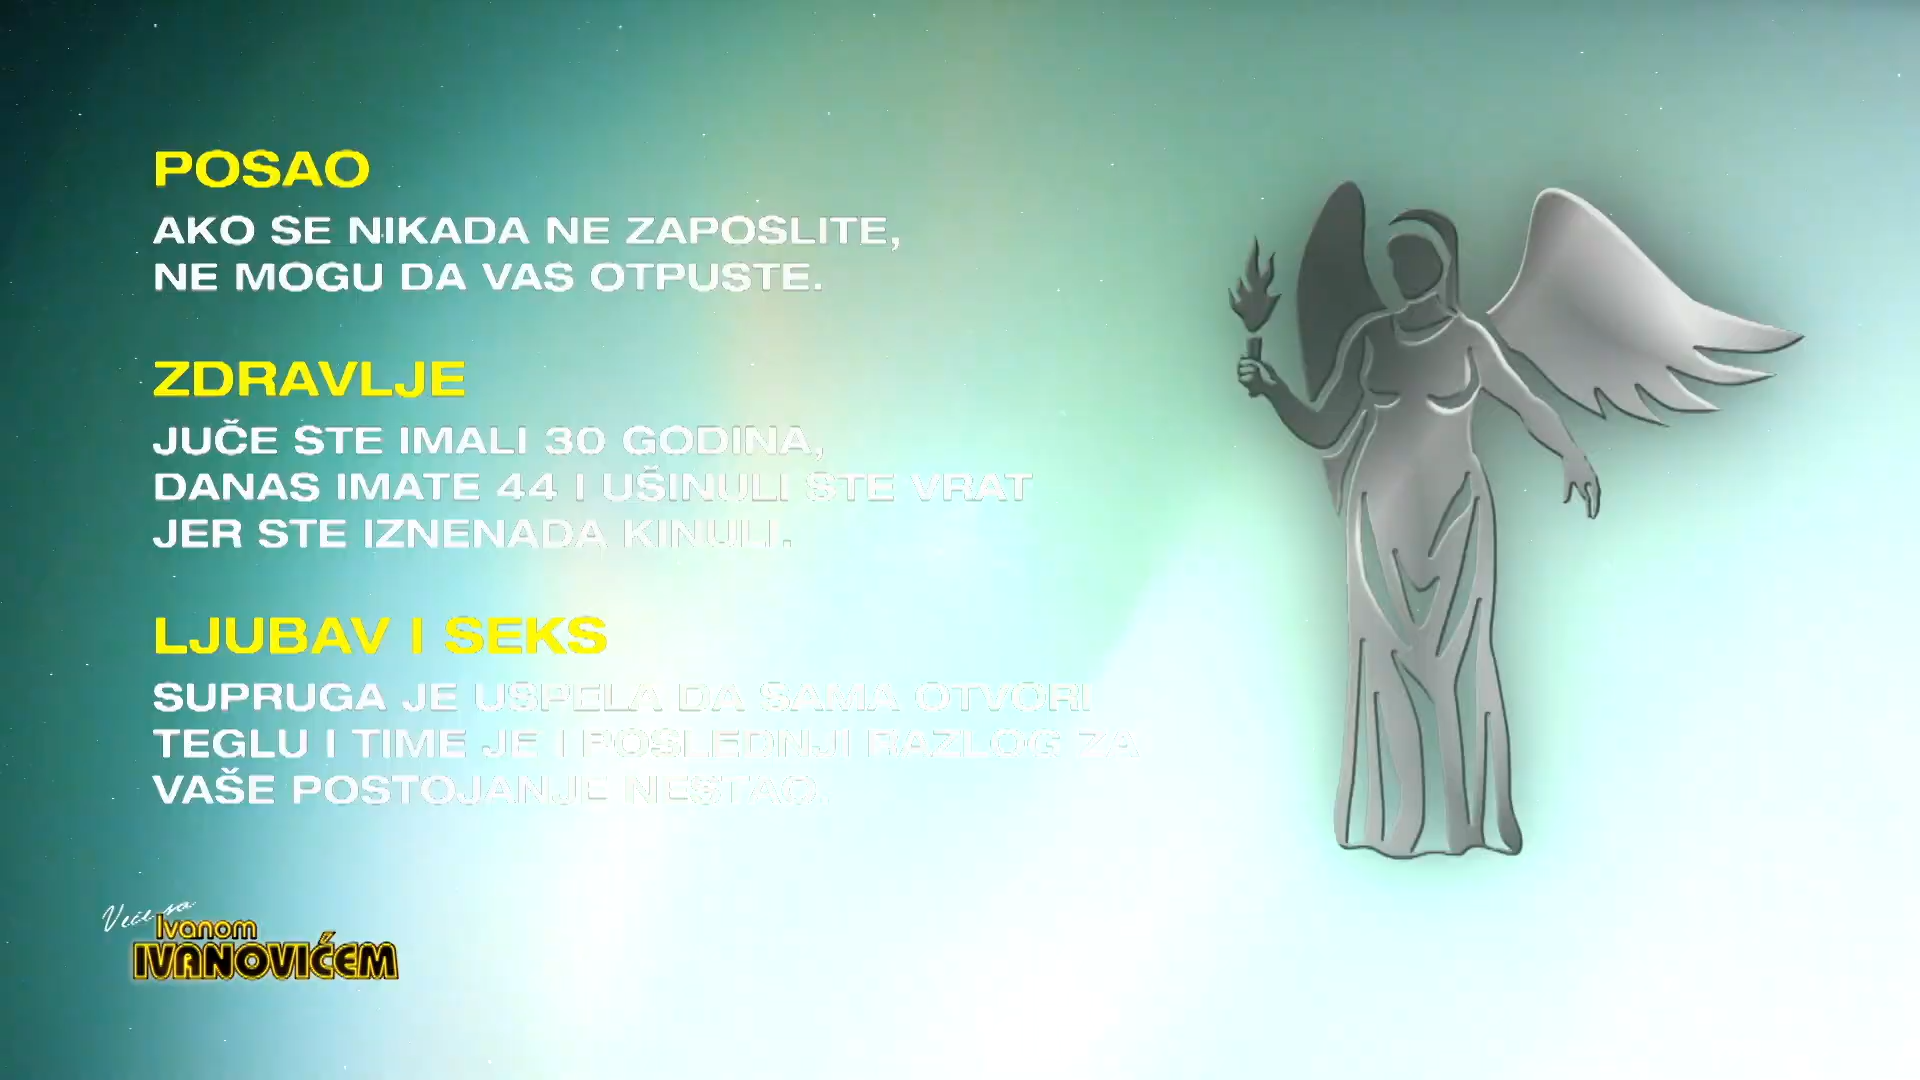 POSAO
AKO SE NIKADA NE ZAPOSLITE,
NE MOGU DA VAS OTPUSTE.
ZDRAVLJE
JUČE STE IMALI 30 GODINA,
DANAS IMATE 44 I UŠINULI STE VRAT
JER STE IZNENADA KINULI.
LJUBAV I SEKS
SUPRUGA JE USPELA DA SAMA OTVORI
TEGLU I TIME JE I POSLEDNJI RAZLOG ZA
VAŠE POSTOJANJE NESTAO.
Veče sa
Ivanom
IVANOVIĆEM